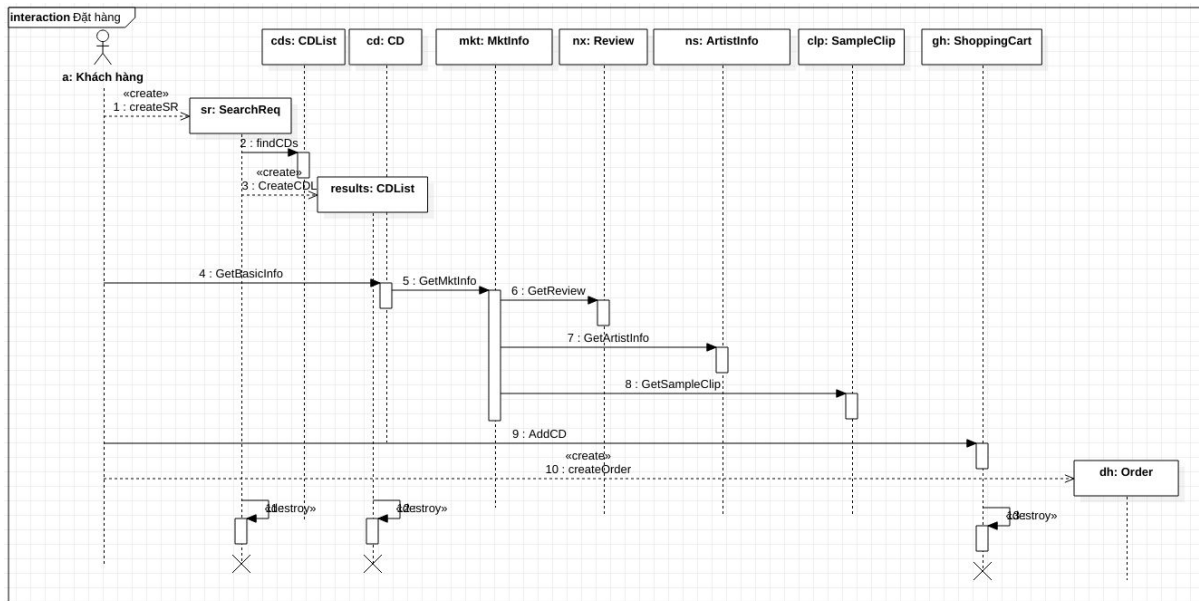 interaction Đặt hàng
cds: CDList
cd: CD
mkt: MktInfo
nx: Review
ns: ArtistInfo
clp: SampleClip
gh: ShoppingCart
a: Khách hàng
«create»
1 : createSR
sr: SearchReq
2 : findCDs
«create»
3 : CreateCDL
results: CDList
4 : GetBasicInfo
5 : GetMktInfo
6 : GetReview
7 : GetArtistInfo
8 : GetSampleClip
9 : AddCD
«create»
10 : createOrder
dh: Order
«destroy»
«destroy»
«destroy»